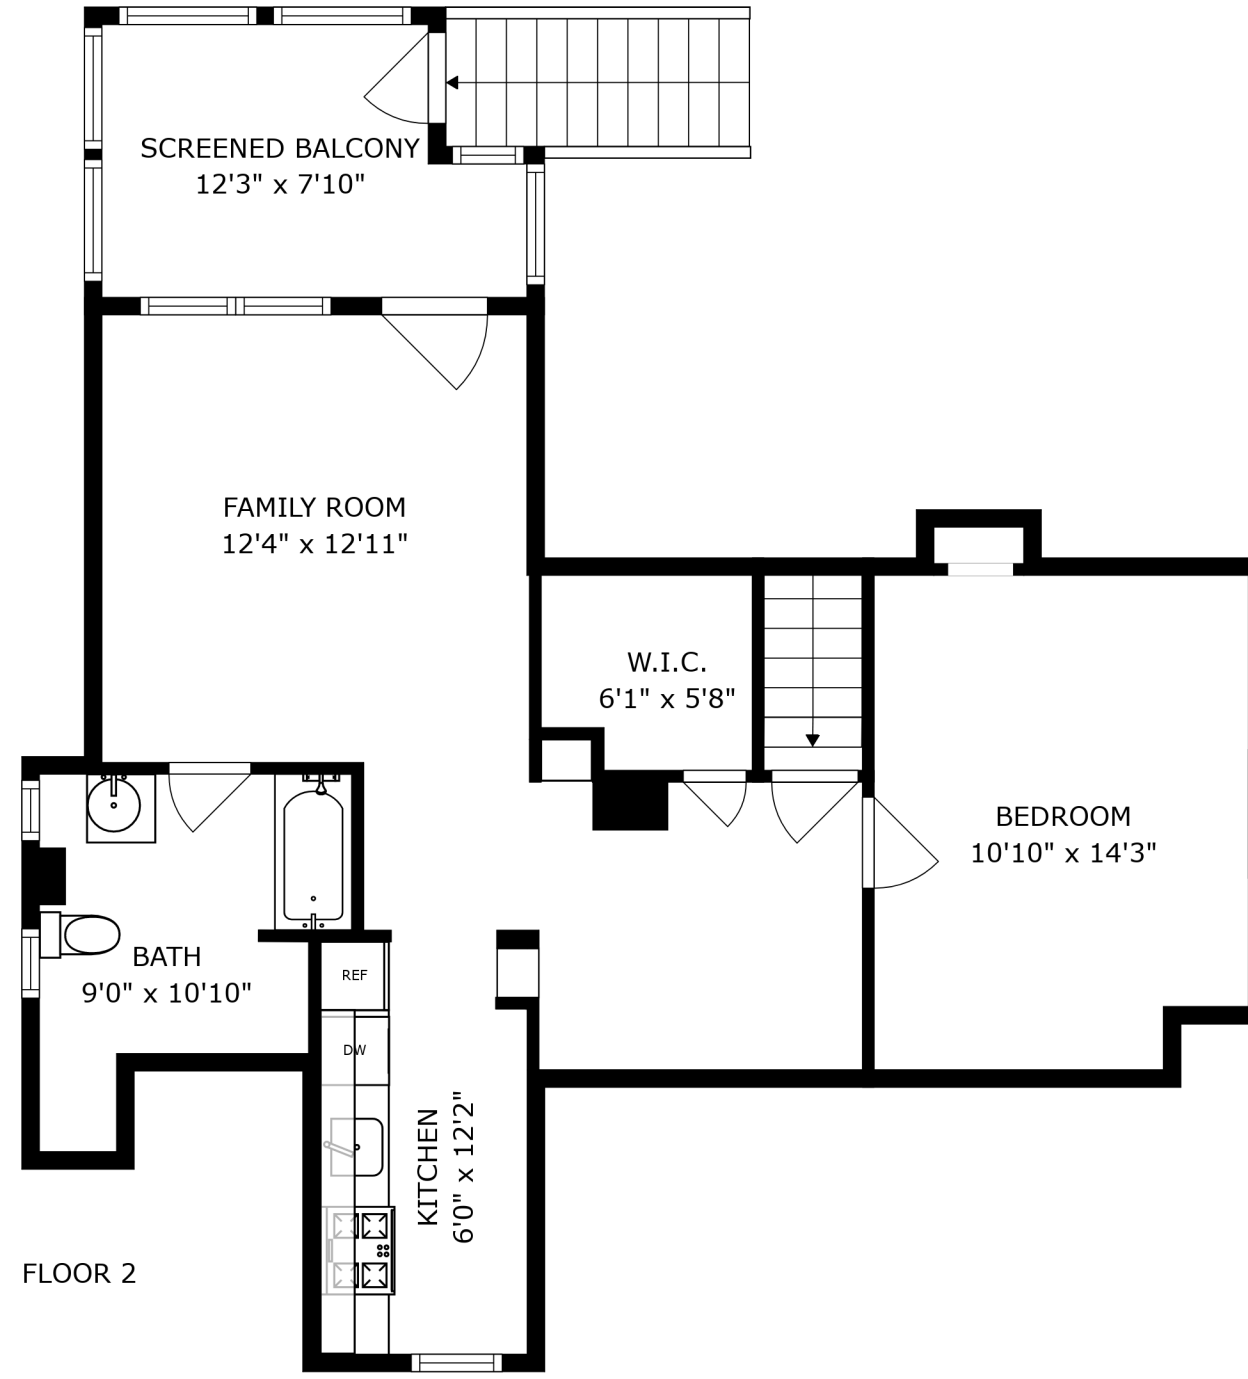 SCREENED BALCONY
12'3" x 7'10"
FAMILY ROOM
12'4" x 12'11"
W.I.C.
6'1" x 5'8"
BEDROOM
10'10" x 14'3"
BATH
9'0" x 10'10"
REF
DW
KITCHEN
6'0" x 12'2"
FLOOR 2